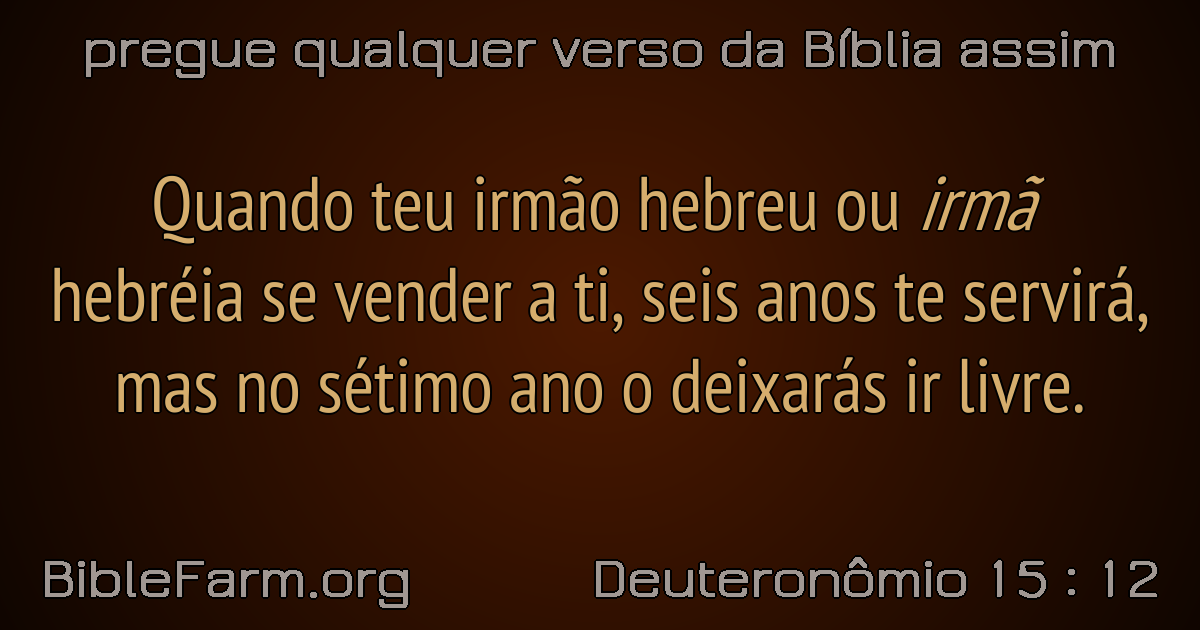 pregue qualquer verso da Bíblia assim
Quando teu irmão hebreu ou irmã
hebréia se vender a ti, seis anos te servirá,
mas no sétimo ano o deixarás ir livre.
BibleFarm.org
Deuteronômio 15 : 12